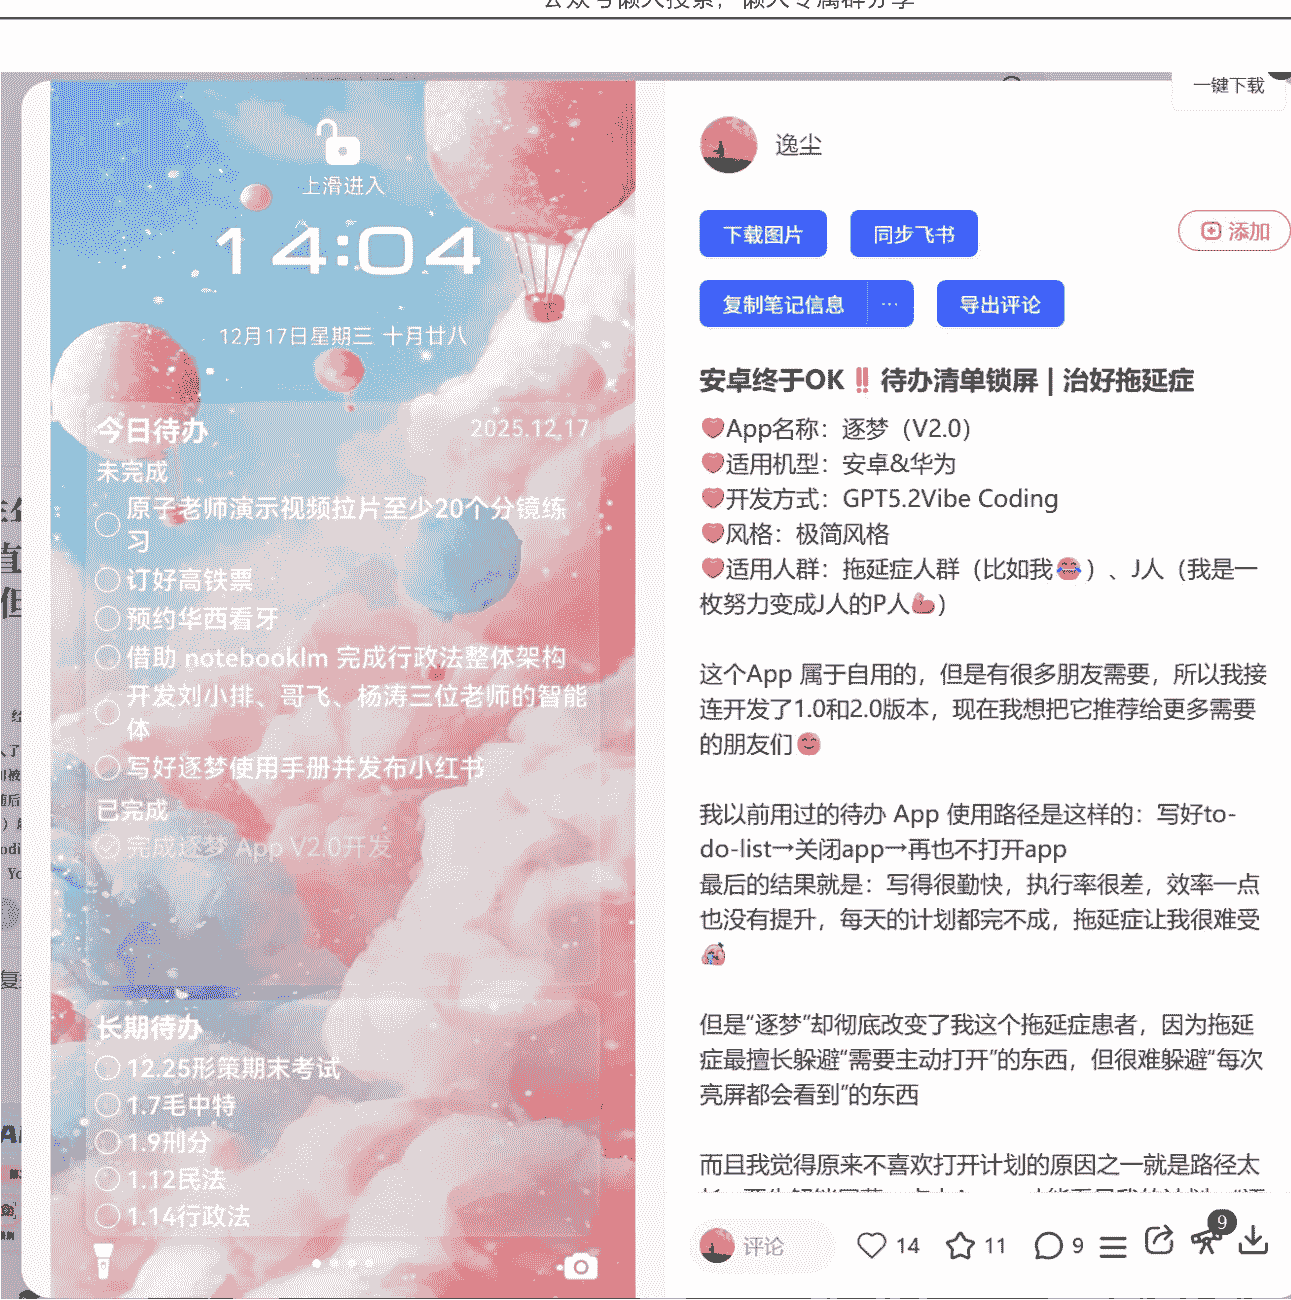 公众号懒人搜索，懒人专属群分享
一键下载
上滑进入
14:04
12月17日星期三 十月廿八
今日待办
2025.12.17
未完成
原子老师演示视频拉片至少20个分镜练
习
订好高铁票
预约华西看牙
借助 notebooklm 完成行政法整体架构
开发刘小排、哥飞、杨涛三位老师的智能
体
写好逐梦使用手册并发布小红书
已完成
完成逐梦 App V2.0开发
长期待办
12.25形策期末考试
1.7毛中特
1.9刑分
1.12民法
1.14行政法
逸尘
下载图片
同步飞书
添加
复制笔记信息
...
导出评论
安卓终于OK‼️待办清单锁屏 | 治好拖延症
❤️App名称：逐梦（V2.0）
❤️适用机型：安卓&华为
❤️开发方式：GPT5.2Vibe Coding
❤️风格：极简风格
❤️适用人群：拖延症人群（比如我😂）、J人（我是一
枚努力变成J人的P人💪）
这个App 属于自用的，但是有很多朋友需要，所以我接
连开发了1.0和2.0版本，现在我想把它推荐给更多需要
的朋友们😊
我以前用过的待办 App 使用路径是这样的：写好to-
do-list→关闭app→再也不打开app
最后的结果就是：写得很勤快，执行率很差，效率一点
也没有提升，每天的计划都完不成，拖延症让我很难受
但是“逐梦”却彻底改变了我这个拖延症患者，因为拖延
症最擅长躲避“需要主动打开”的东西，但很难躲避“每次
亮屏都会看到”的东西
而且我觉得原来不喜欢打开计划的原因之一就是路径太
评论
14
11
9
9